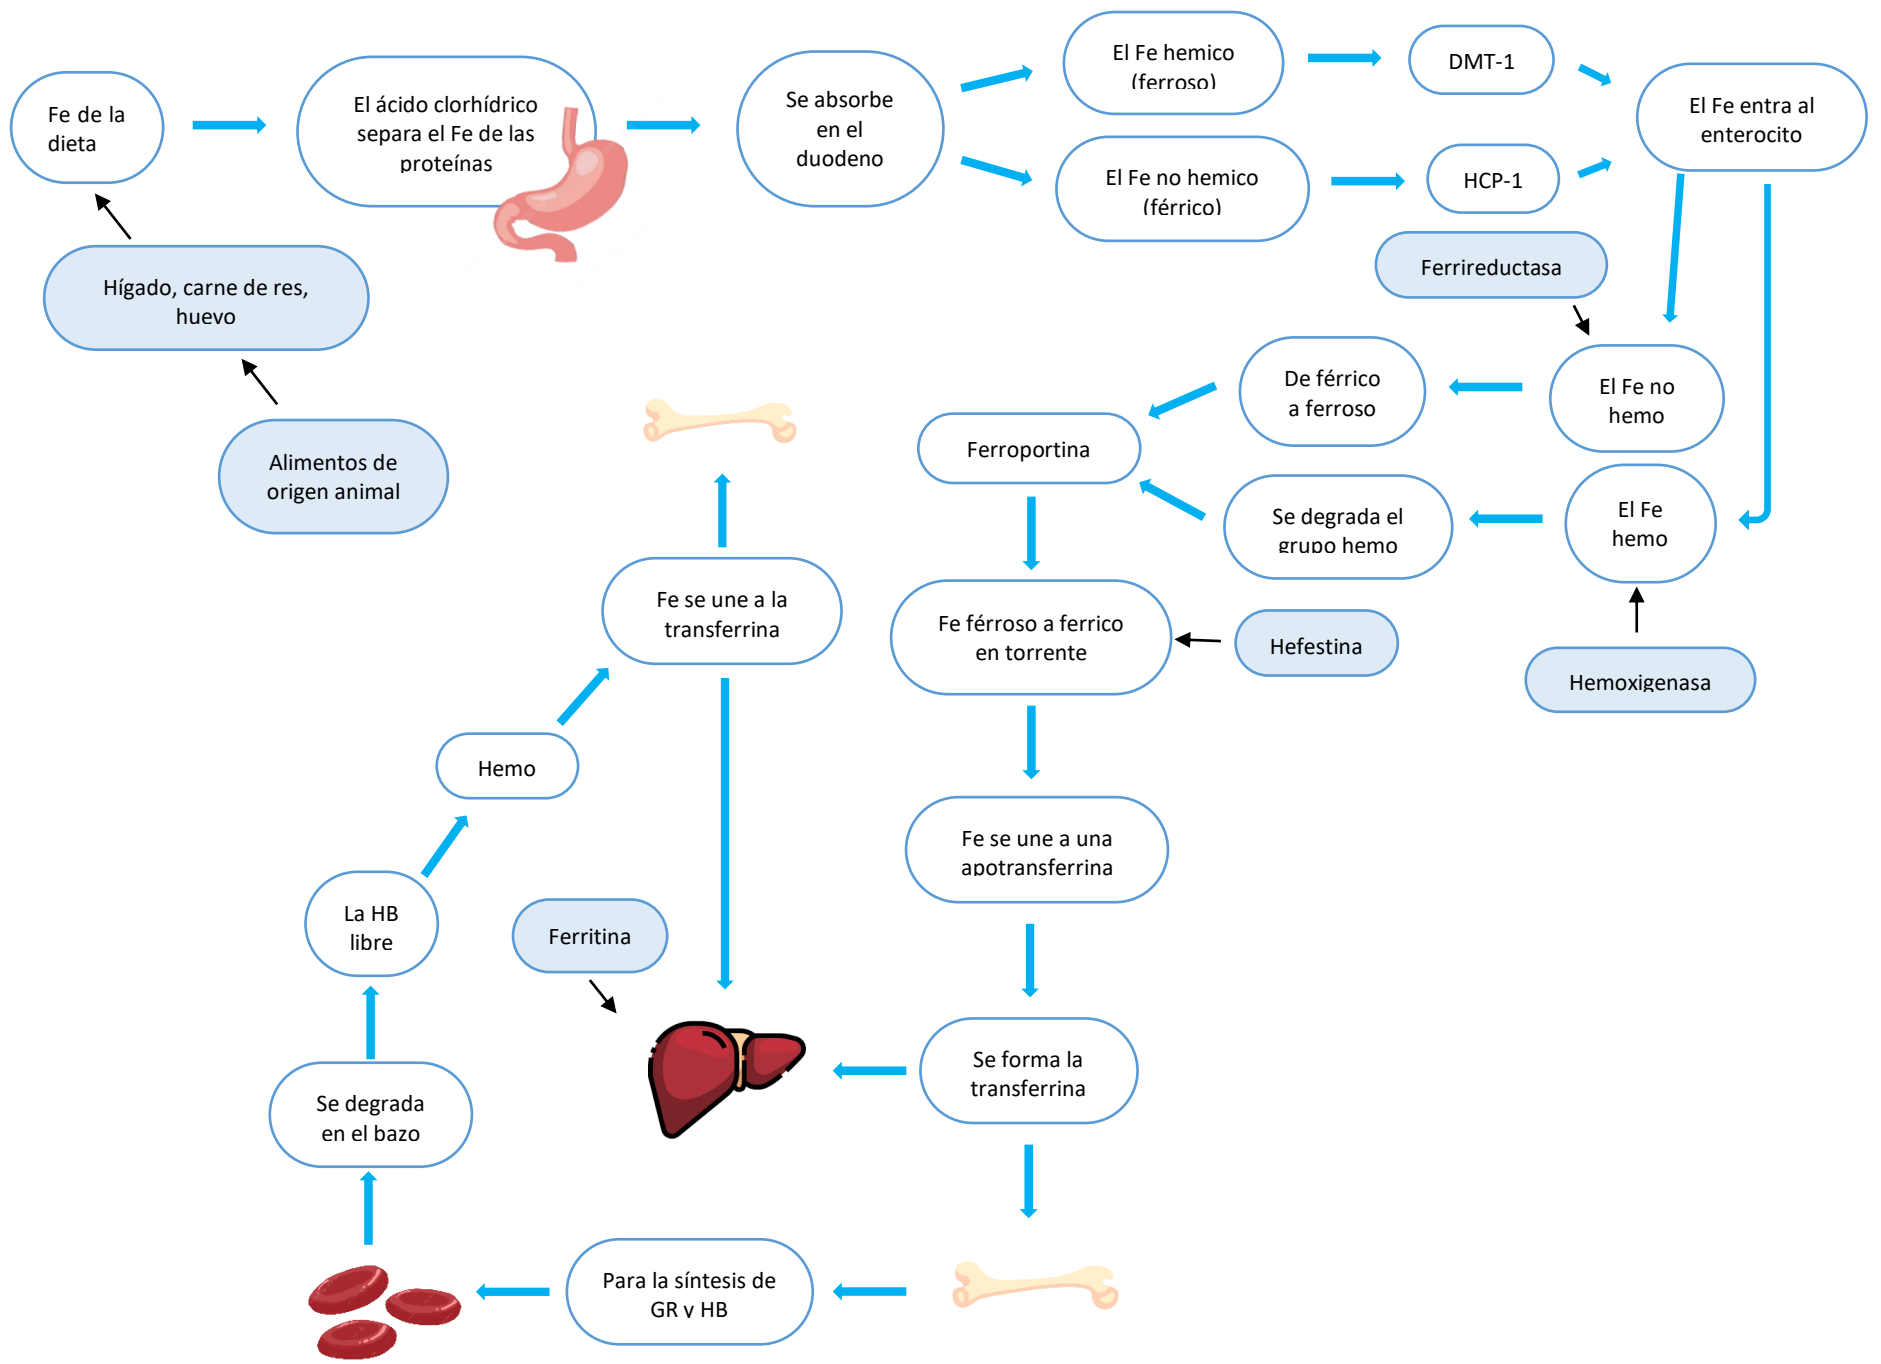 Fe de la
dieta
El ácido clorhídrico
separa el Fe de las
proteínas
Se absorbe
en el
duodeno
El Fe hemico
(ferroso)
DMT-1
El Fe entra al
enterocito
El Fe no hemico
(férrico)
HCP-1
Ferrireductasa
Hígado, carne de res,
huevo
Alimentos de
origen animal
De férrico
a ferroso
El Fe no
hemo
Ferroportina
Se degrada el
grupo hemo
El Fe
hemo
Fe se une a la
transferrina
Fe férroso a ferrico
en torrente
Hefestina
Hemoxigenasa
Hemo
Fe se une a una
apotransferrina
La HB
libre
Ferritina
Se forma la
transferrina
Se degrada
en el bazo
Para la síntesis de
GR y HB